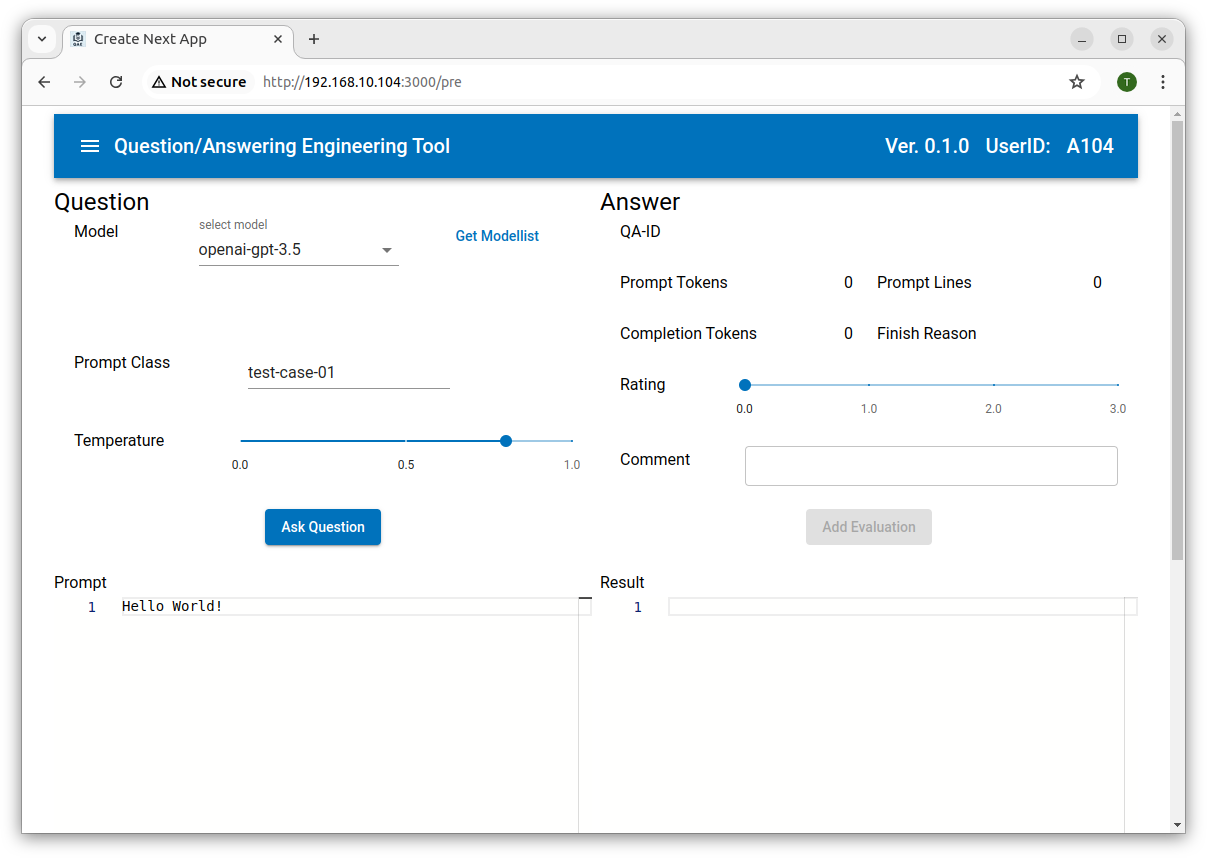 Create Next App
Not secure http://192.168.10.104:3000/pre T
Question/Answering Engineering Tool Ver. 0.1.0 UserID: A104
Question
Model select model
openai-gpt-3.5 Get Modellist
Prompt Class test-case-01
Temperature
0.0 0.5 1.0
Ask Question
Prompt
1 Hello World!
Answer
QA-ID
Prompt Tokens 0 Prompt Lines 0
Completion Tokens 0 Finish Reason
Rating
0.0 1.0 2.0 3.0
Comment
Add Evaluation
Result
1